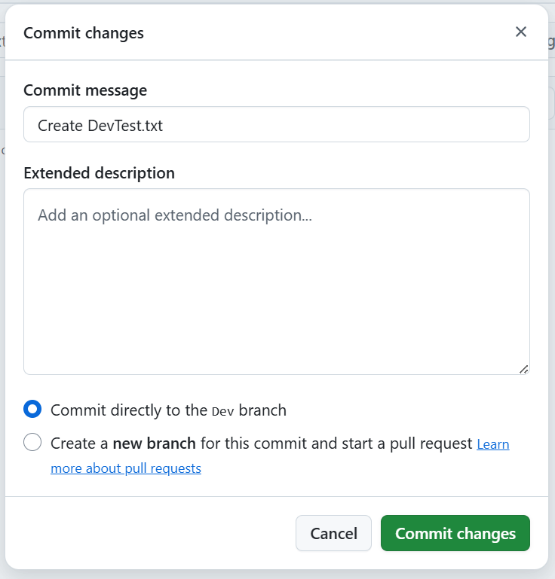 Commit changes
Commit message
Create DevTest.txt
Extended description
Add an optional extended description...
Commit directly to the Dev branch
Create a new branch for this commit and start a pull request Learn
more about pull requests
Cancel
Commit changes